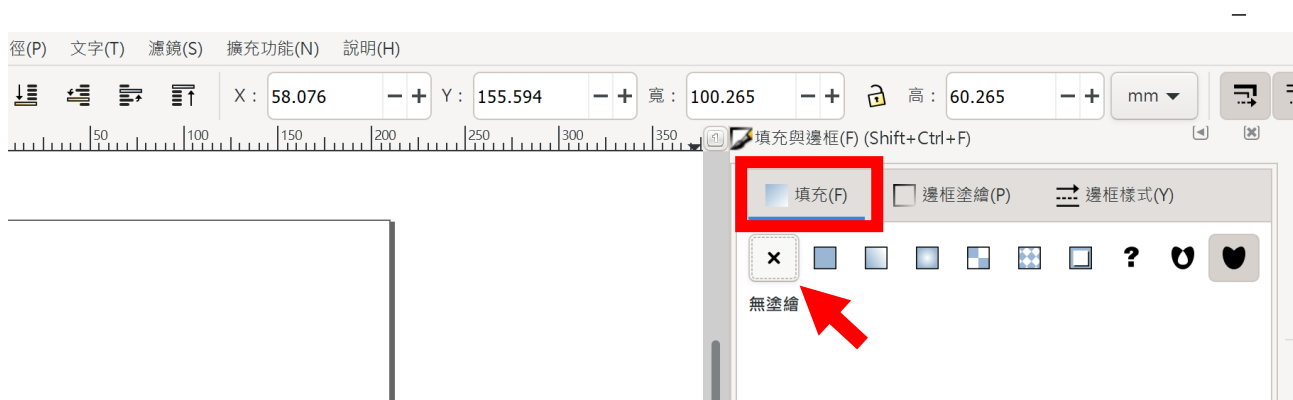 徑(P) 文字(T) 濾鏡(S) 擴充功能(N) 說明(H)
X： 58.076 Y： 155.594 寬： 100.265 高： 60.265 mm
50 100 150 200 250 300 350
填充與邊框(F) (Shift+Ctrl+F)
填充(F) 邊框塗繪(P) 邊框樣式(Y)
?
無塗繪